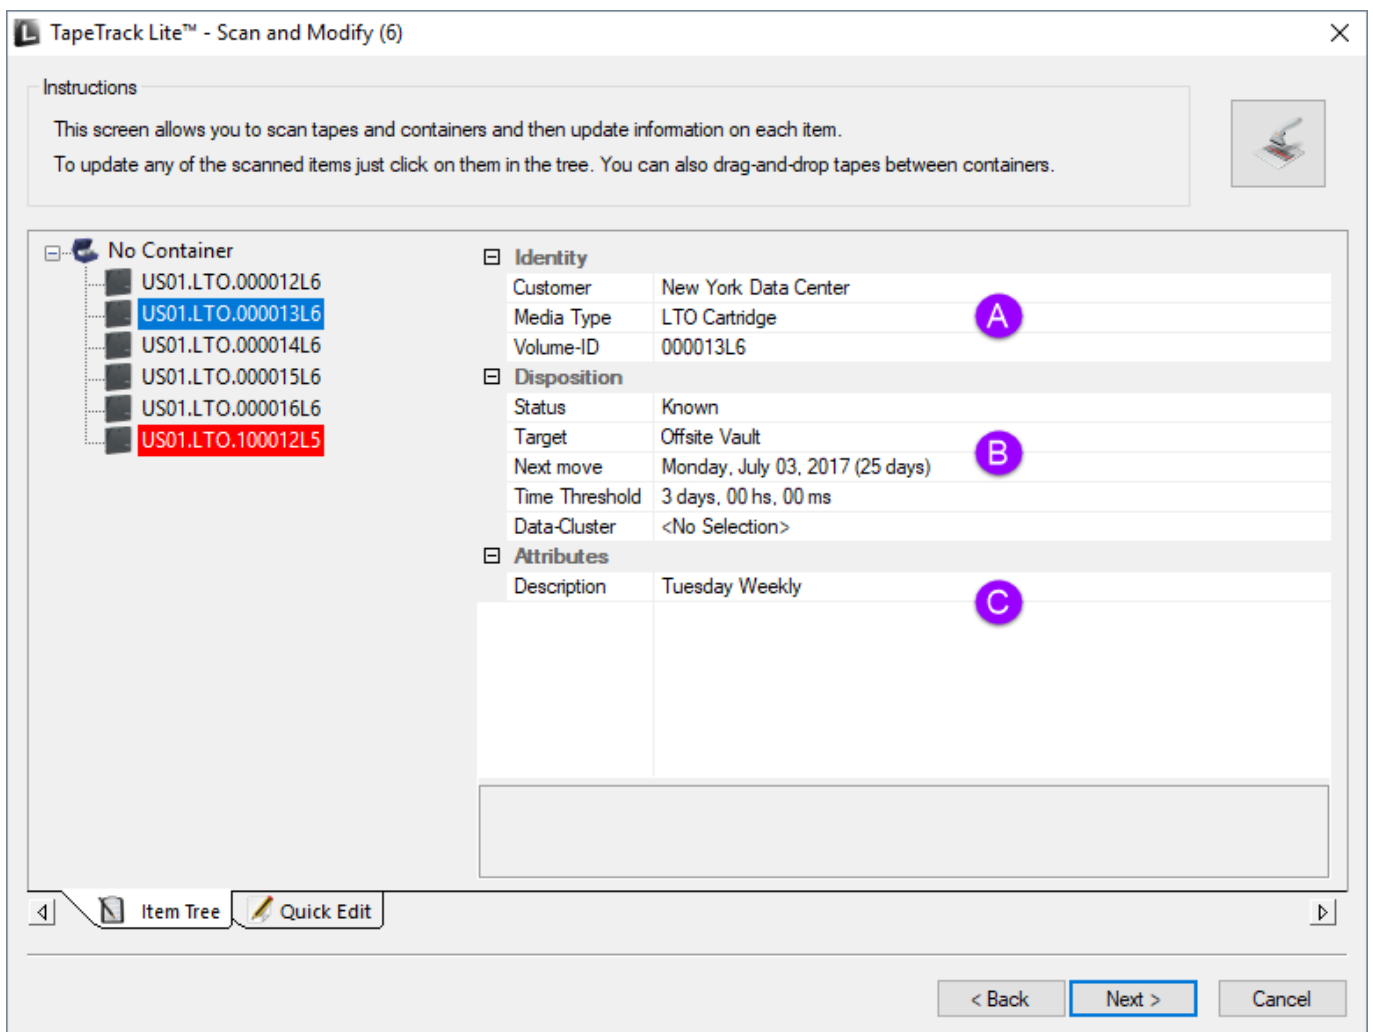 L TapeTrack Lite™ - Scan and Modify (6)
Instructions
This screen allows you to scan tapes and containers and then update information on each item.
To update any of the scanned items just click on them in the tree. You can also drag-and-drop tapes between containers.
No Container
US01.LTO.000012L6
US01.LTO.000013L6
US01.LTO.000014L6
US01.LTO.000015L6
US01.LTO.000016L6
US01.LTO.100012L5
Identity
Customer New York Data Center
Media Type LTO Cartridge
Volume-ID 000013L6
A
Disposition
Status Known
Target Offsite Vault
Next move Monday, July 03, 2017 (25 days)
Time Threshold 3 days, 00 hs, 00 ms
Data-Cluster <No Selection>
B
Attributes
Description Tuesday Weekly
C
Item Tree Quick Edit
< Back Next > Cancel